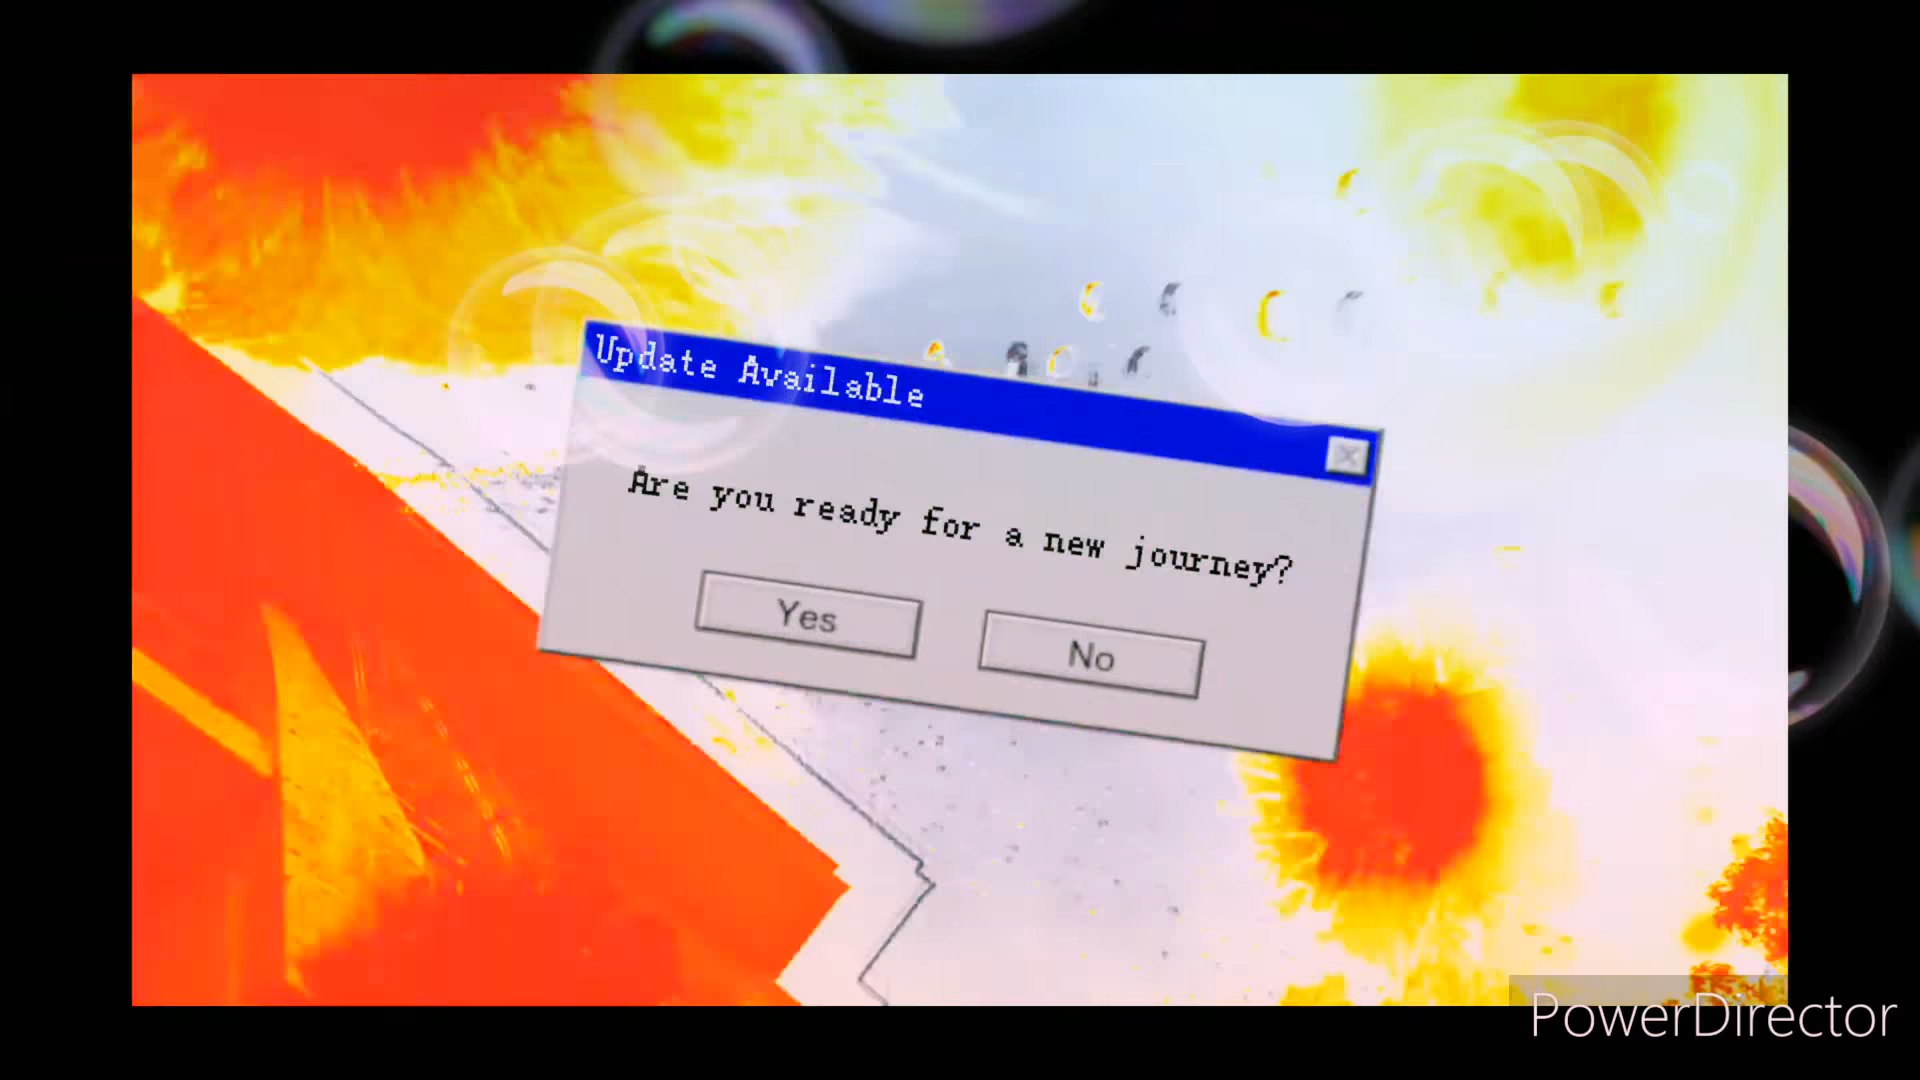 Update Available
Are you ready for a new journey?
Yes
No
PowerDirector